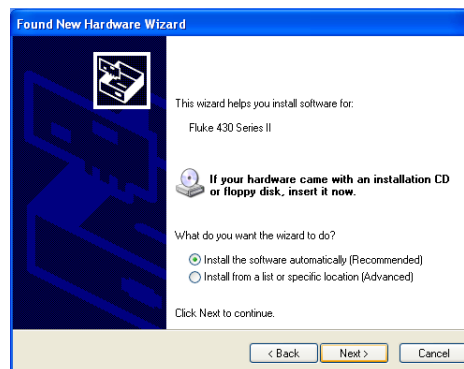 Found New Hardware Wizard
This wizard helps you install software for:
Fluke 430 Series II
If your hardware came with an installation CD
or floppy disk, insert it now.
What do you want the wizard to do?
Install the software automatically (Recommended)
Install from a list or specific location (Advanced)
Click Next to continue.
< Back
Next >
Cancel